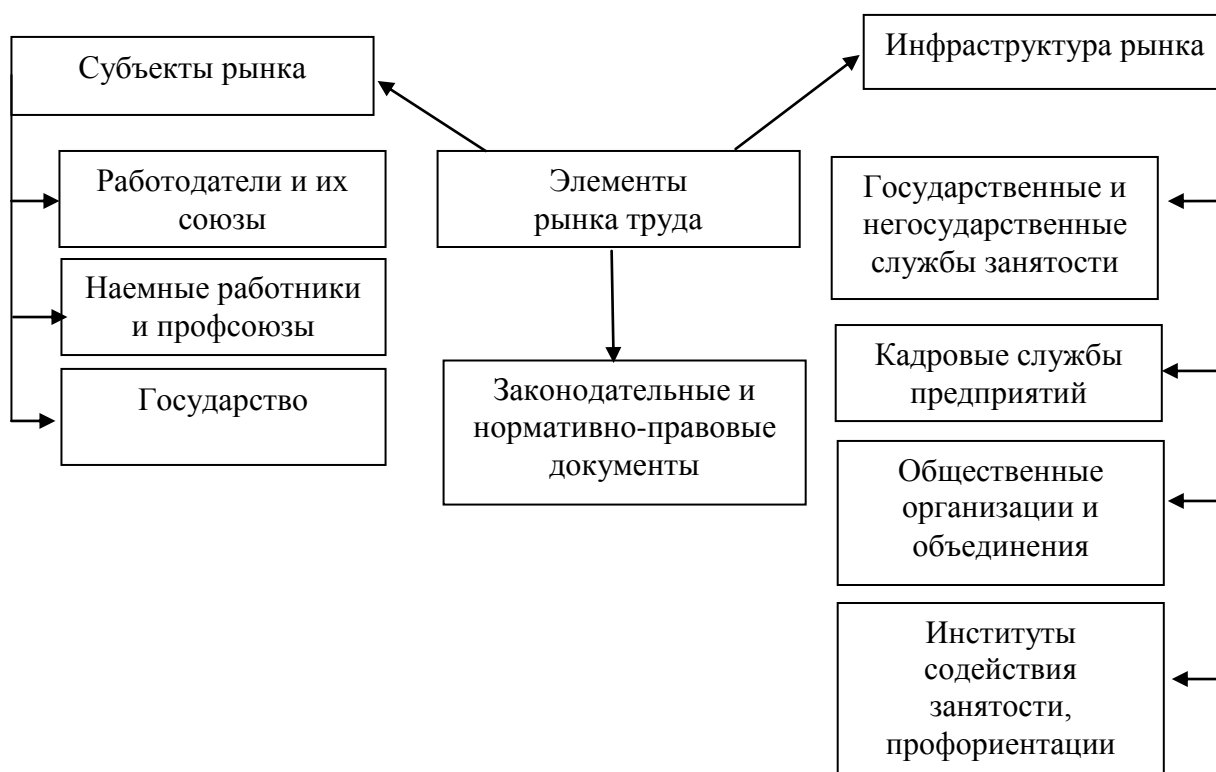 Субъекты рынка
Инфраструктура рынка
Элементы
рынка труда
Работодатели и их
союзы
Наемные работники
и профсоюзы
Государство
Законодательные и
нормативно-правовые
документы
Государственные и
негосударственные
службы занятости
Кадровые службы
предприятий
Общественные
организации и
объединения
Институты
содействия
занятости,
профориентации